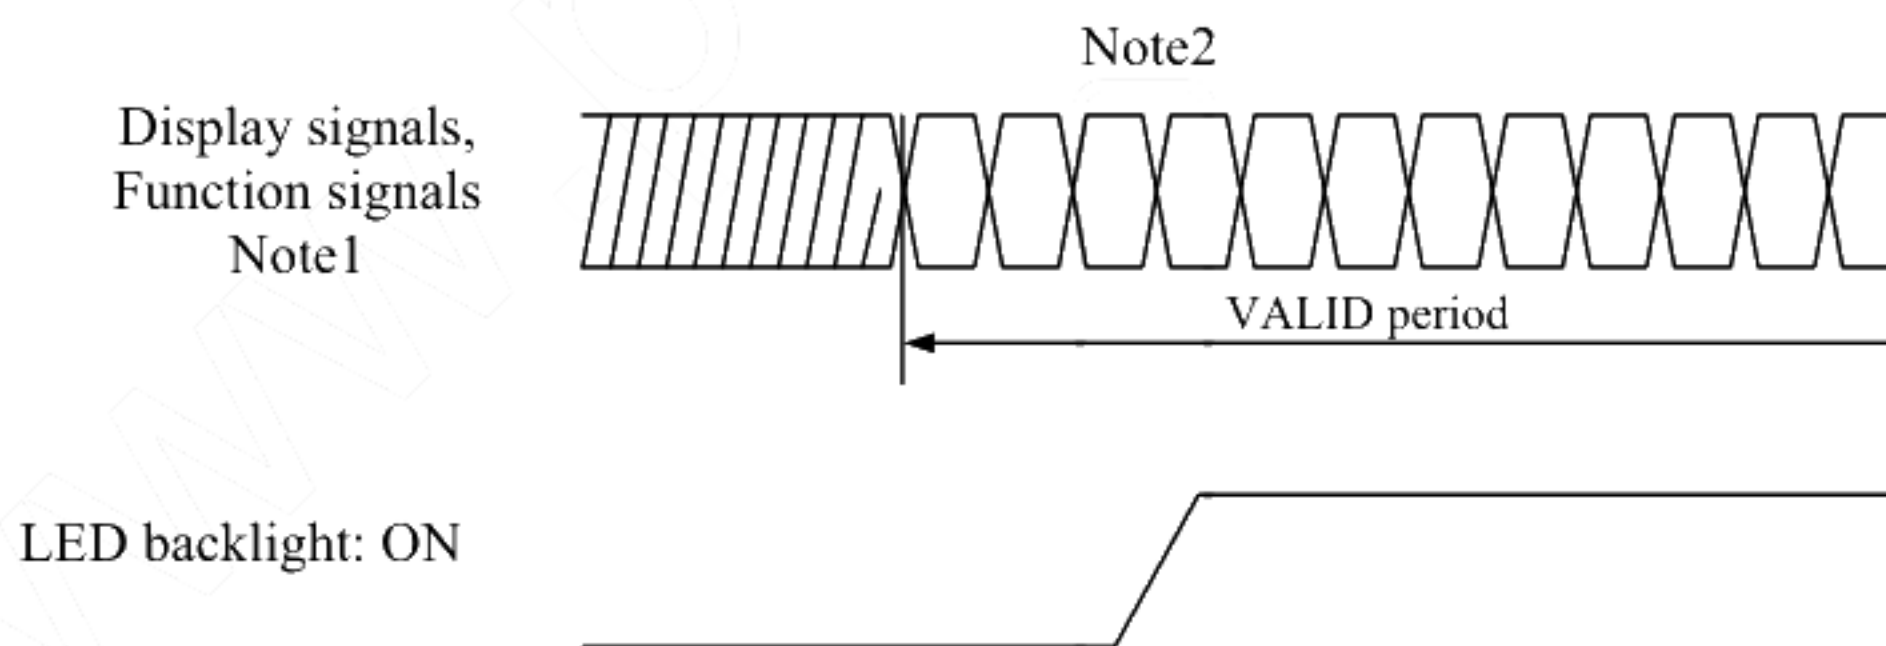 Note2
Display signals,
Function signals
Note1
VALID period
LED backlight: ON